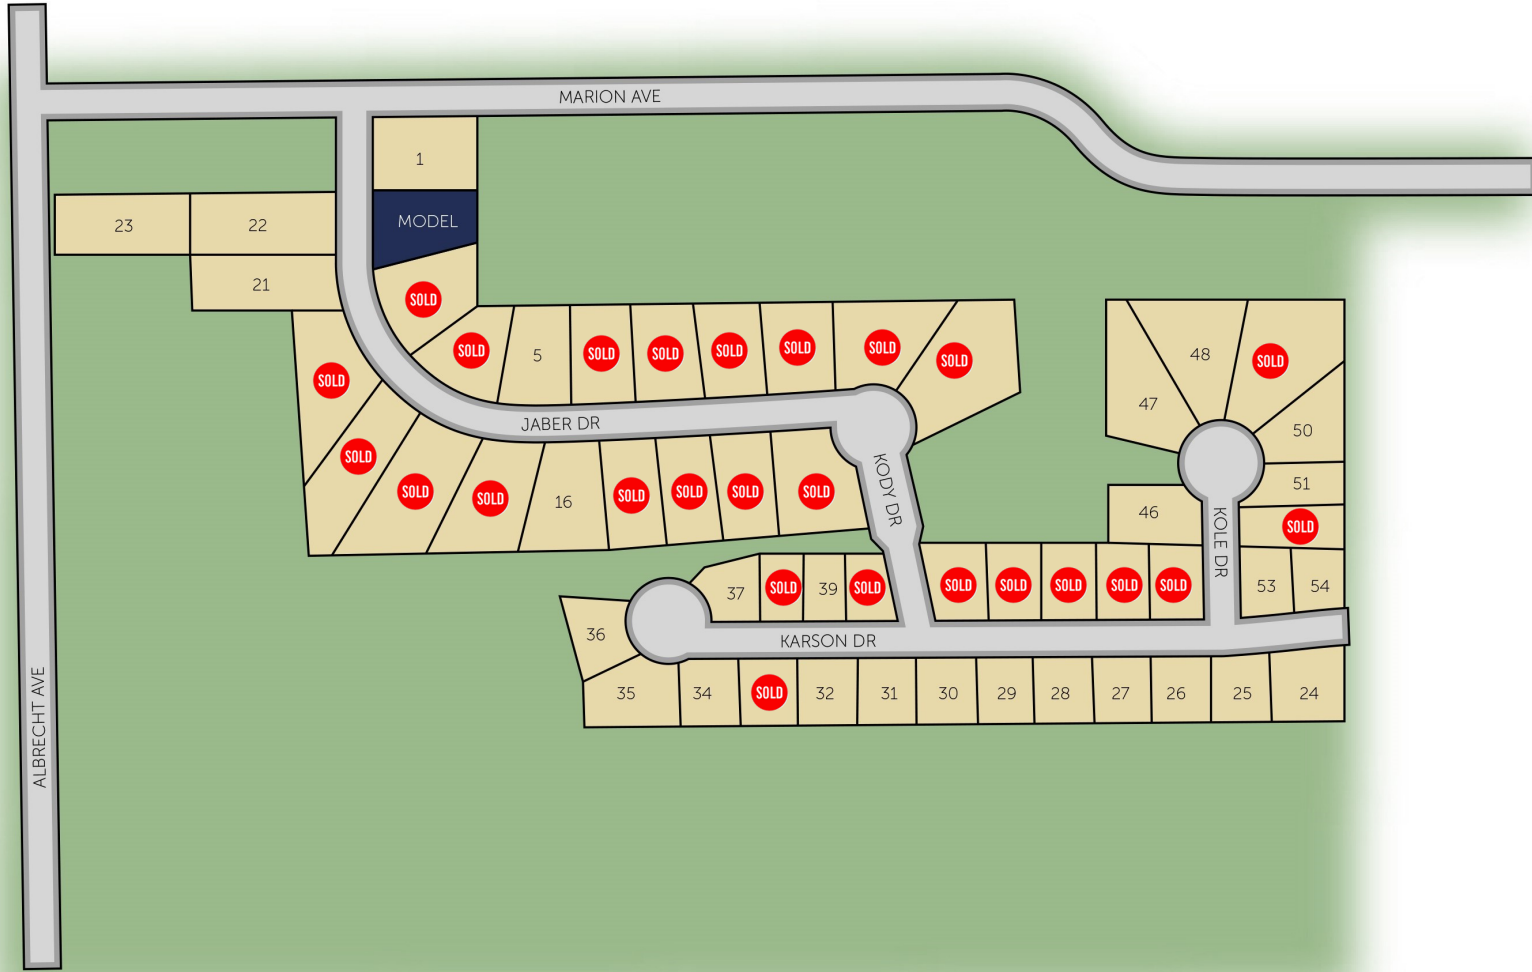 MARION AVE
1
MODEL
23
22
21
SOLD
SOLD
5
SOLD
SOLD
SOLD
SOLD
SOLD
SOLD
SOLD
SOLD
SOLD
SOLD
16
SOLD
SOLD
SOLD
SOLD
JABER DR
KODY DR
47
48
SOLD
50
51
SOLD
46
KOLE DR
53
54
36
37
SOLD
39
SOLD
SOLD
SOLD
SOLD
SOLD
SOLD
KARSON DR
35
34
SOLD
32
31
30
29
28
27
26
25
24
ALBRECHT AVE